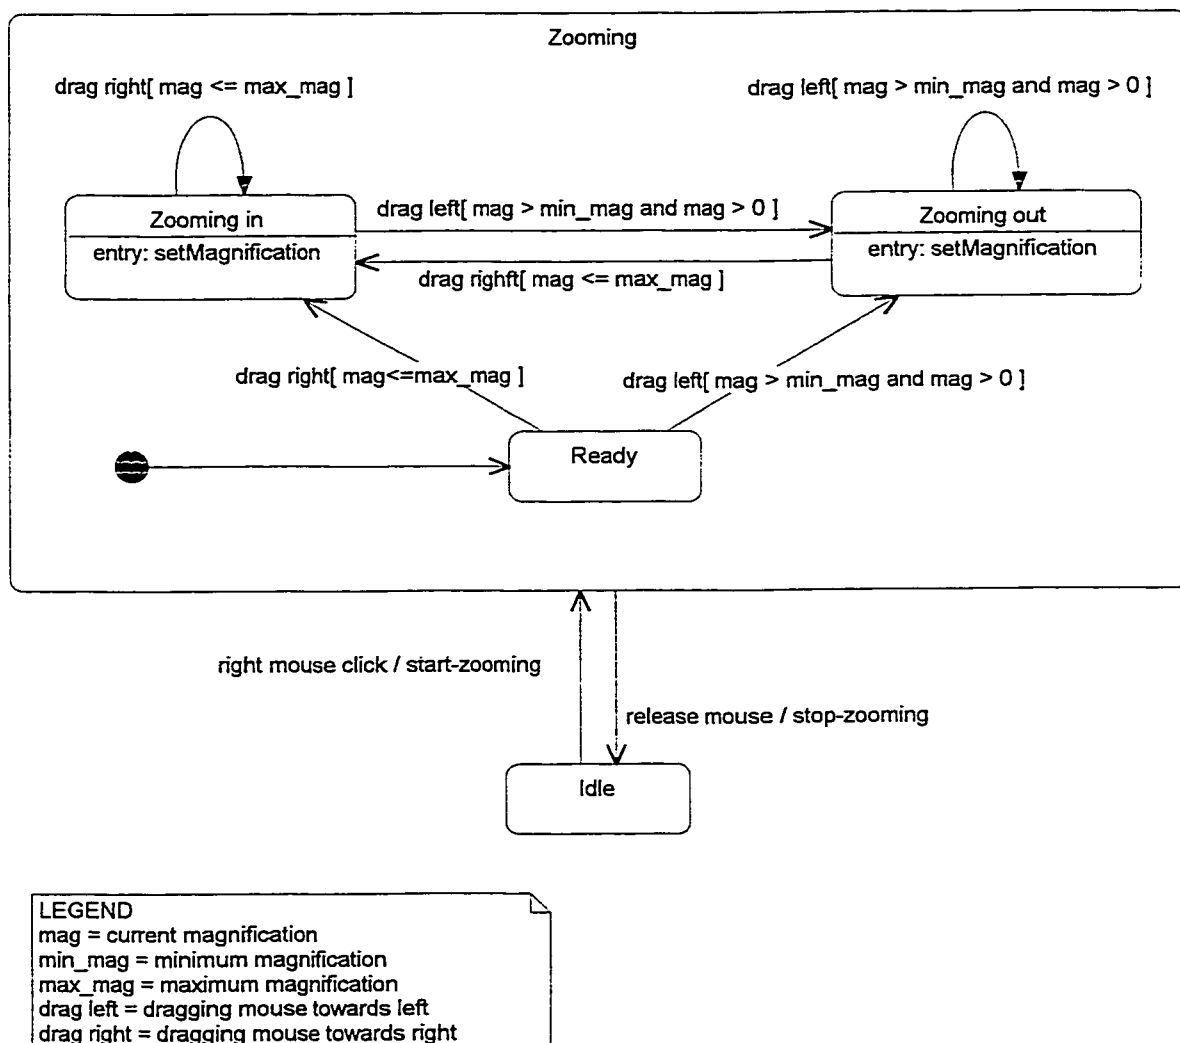 Zooming
drag right[ mag <= max_mag ]
drag left[ mag > min_mag and mag > 0 ]
Zooming in
entry: setMagnification
drag left[ mag > min_mag and mag > 0 ]
Zooming out
entry: setMagnification
drag righft[ mag <= max_mag ]
drag right[ mag<=max_mag ]
drag left[ mag > min_mag and mag > 0 ]
Ready
right mouse click / start-zooming
release mouse / stop-zooming
Idle
LEGEND
mag = current magnification
min_mag = minimum magnification
max_mag = maximum magnification
drag left = dragging mouse towards left
drag right = dragging mouse towards right